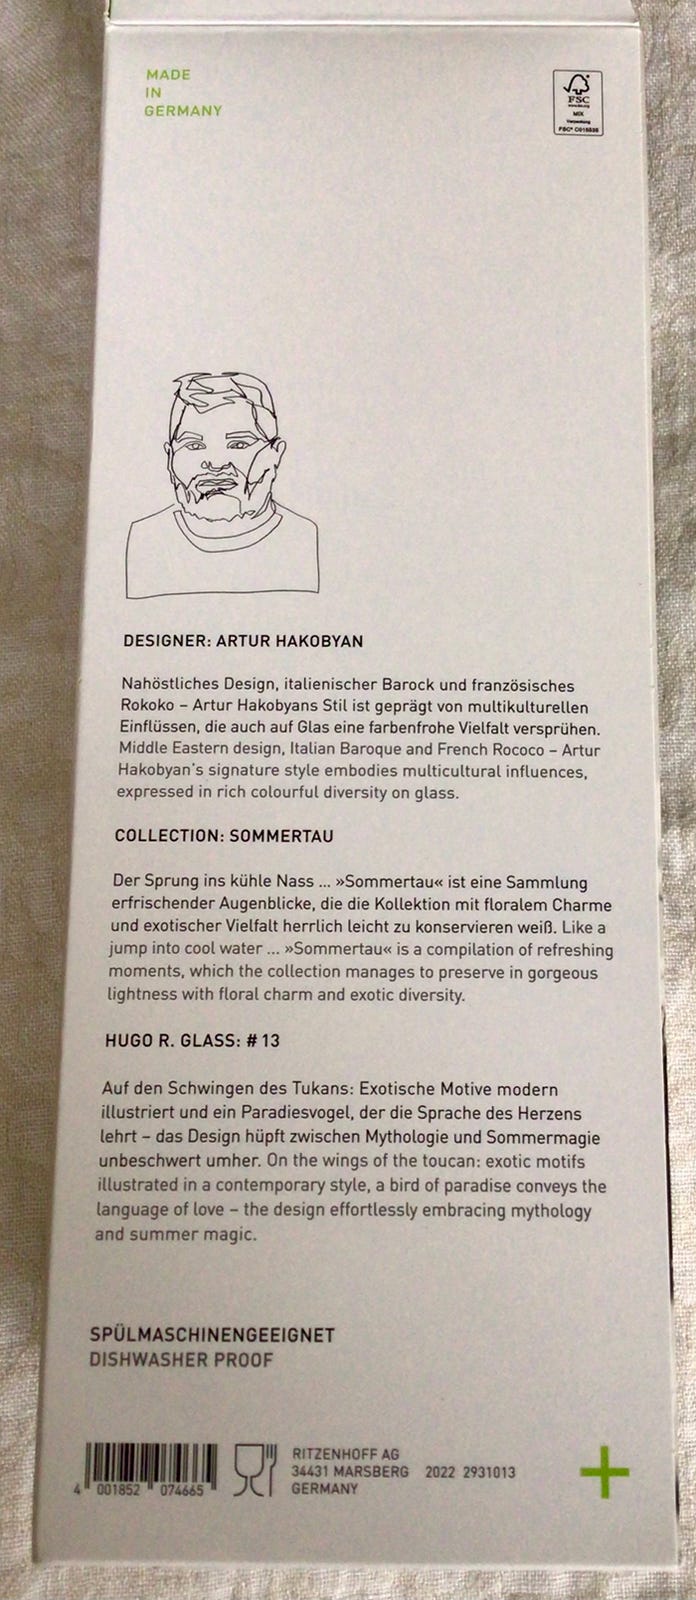 MADE
IN
GERMANY
FSC
MIX
Verpackung
DESIGNER: ARTUR HAKOBYAN
Nahöstliches Design, italienischer Barock und französisches
Rokoko – Artur Hakobyans Stil ist geprägt von multikulturellen
Einflüssen, die auch auf Glas eine farbenfrohe Vielfalt versprühen.
Middle Eastern design, Italian Baroque and French Rococo – Artur
Hakobyan's signature style embodies multicultural influences,
expressed in rich colourful diversity on glass.
COLLECTION: SOMMERTAU
Der Sprung ins kühle Nass ... »Sommertau« ist eine Sammlung
erfrischender Augenblicke, die die Kollektion mit floralem Charme
und exotischer Vielfalt herrlich leicht zu konservieren weiß. Like a
jump into cool water ... »Sommertau« is a compilation of refreshing
moments, which the collection manages to preserve in gorgeous
lightness with floral charm and exotic diversity.
HUGO R. GLASS: # 13
Auf den Schwingen des Tukans: Exotische Motive modern
illustriert und ein Paradiesvogel, der die Sprache des Herzens
lehrt – das Design hüpft zwischen Mythologie und Sommermagie
unbeschwert umher. On the wings of the toucan: exotic motifs
illustrated in a contemporary style, a bird of paradise conveys the
language of love – the design effortlessly embracing mythology
and summer magic.
SPÜLMASCHINENGEEIGNET
DISHWASHER PROOF
4 001852 074665
RITZENHOFF AG
34431 MARSBERG 2022 2931013
GERMANY